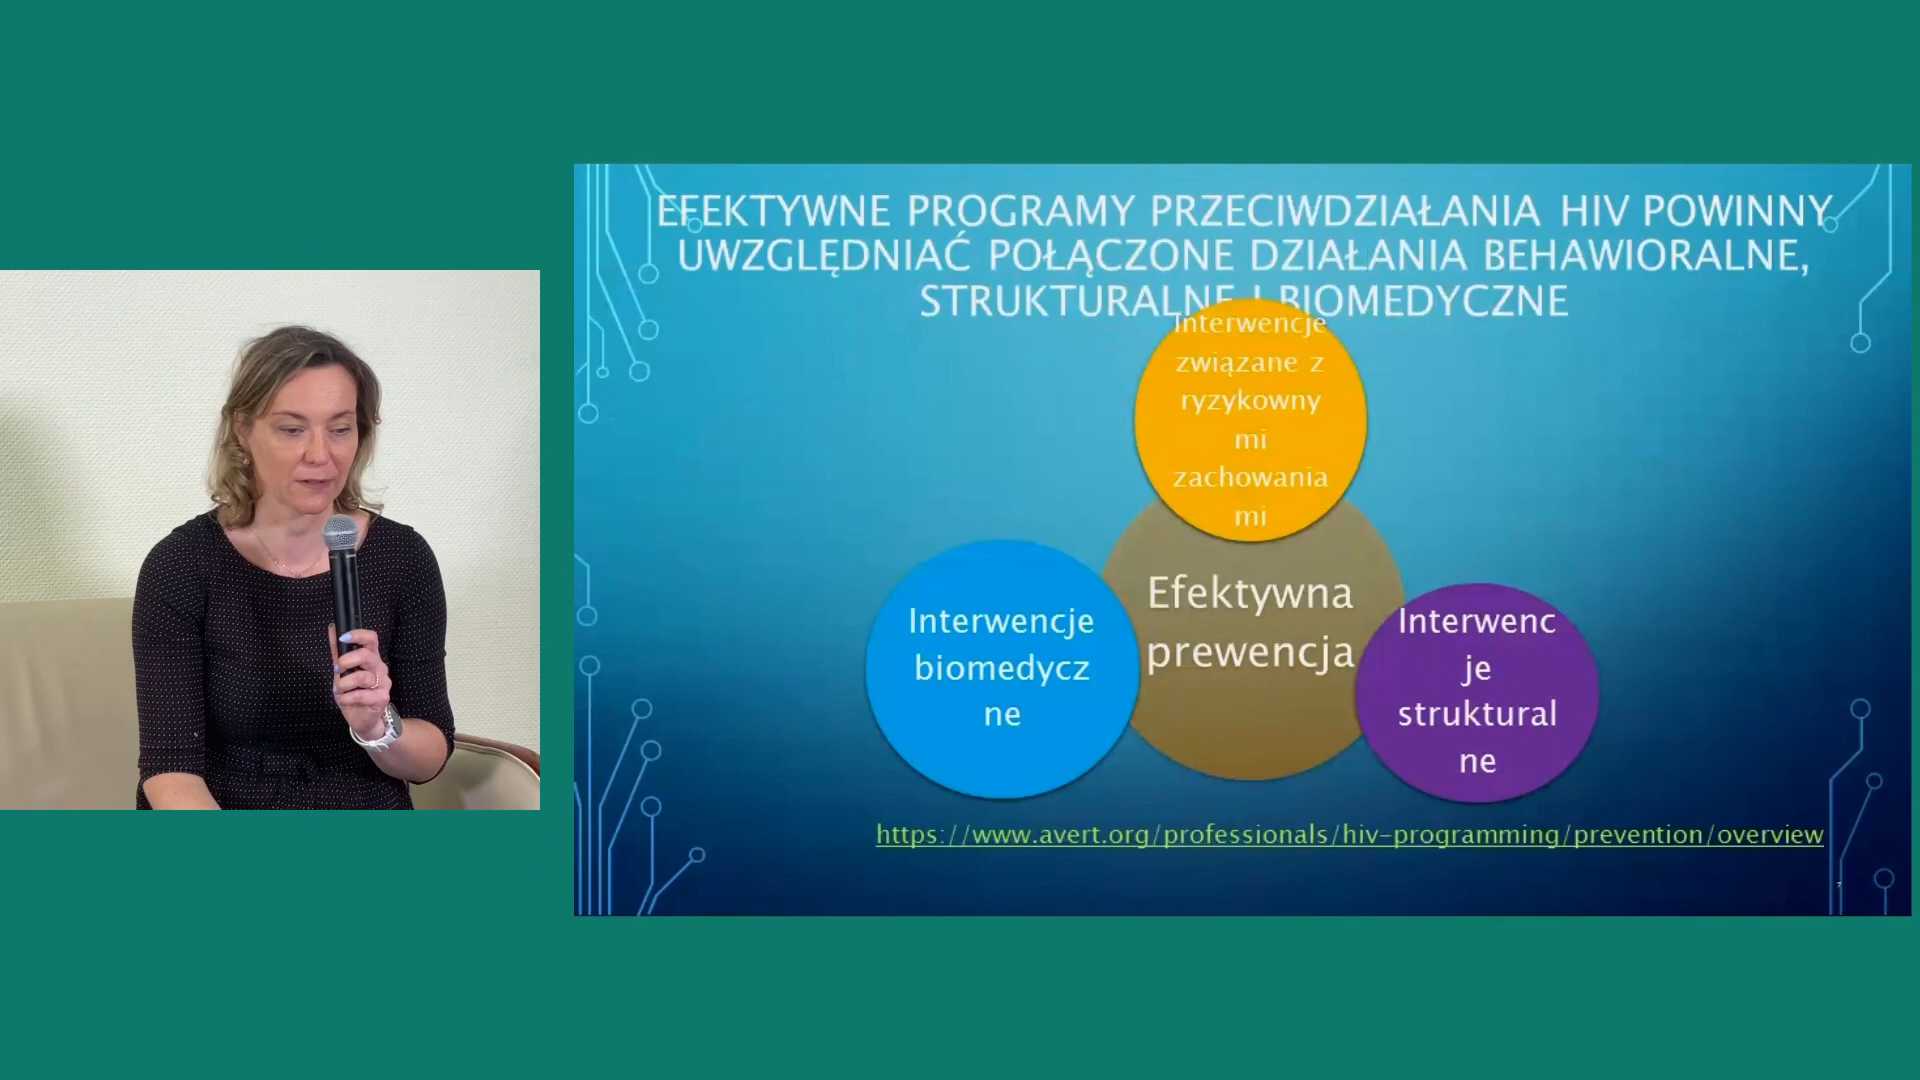 EFEKTYWNE PROGRAMY PRZECIWDZIAŁANIA HIV POWINNY
UWZGLĘDNIAĆ POŁĄCZONE DZIAŁANIA BEHAWIORALNE,
STRUKTURALNE I BIOMEDYCZNE
Interwencje
związane z
ryzykowny
mi
zachowania
mi
Efektywna
prewencja
Interwencje
biomedycz
ne
Interwenc
je
struktural
ne
https://www.avert.org/professionals/hiv-programming/prevention/overview